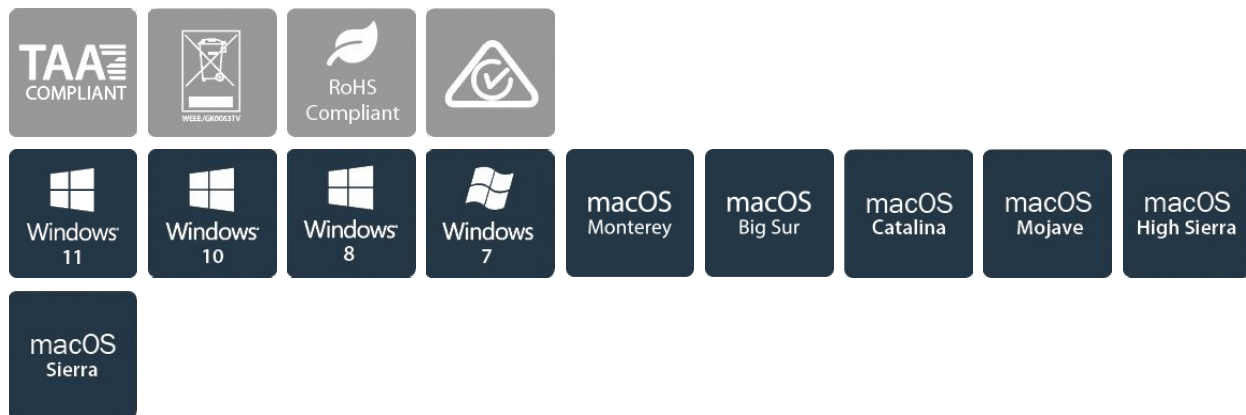 TAA
COMPLIANT
WEEE/GK0083TV
RoHS
Compliant
Windows
11
Windows
10
Windows
8
Windows
7
macOS
Monterey
macOS
Big Sur
macOS
Catalina
macOS
Mojave
macOS
High Sierra
macOS
Sierra